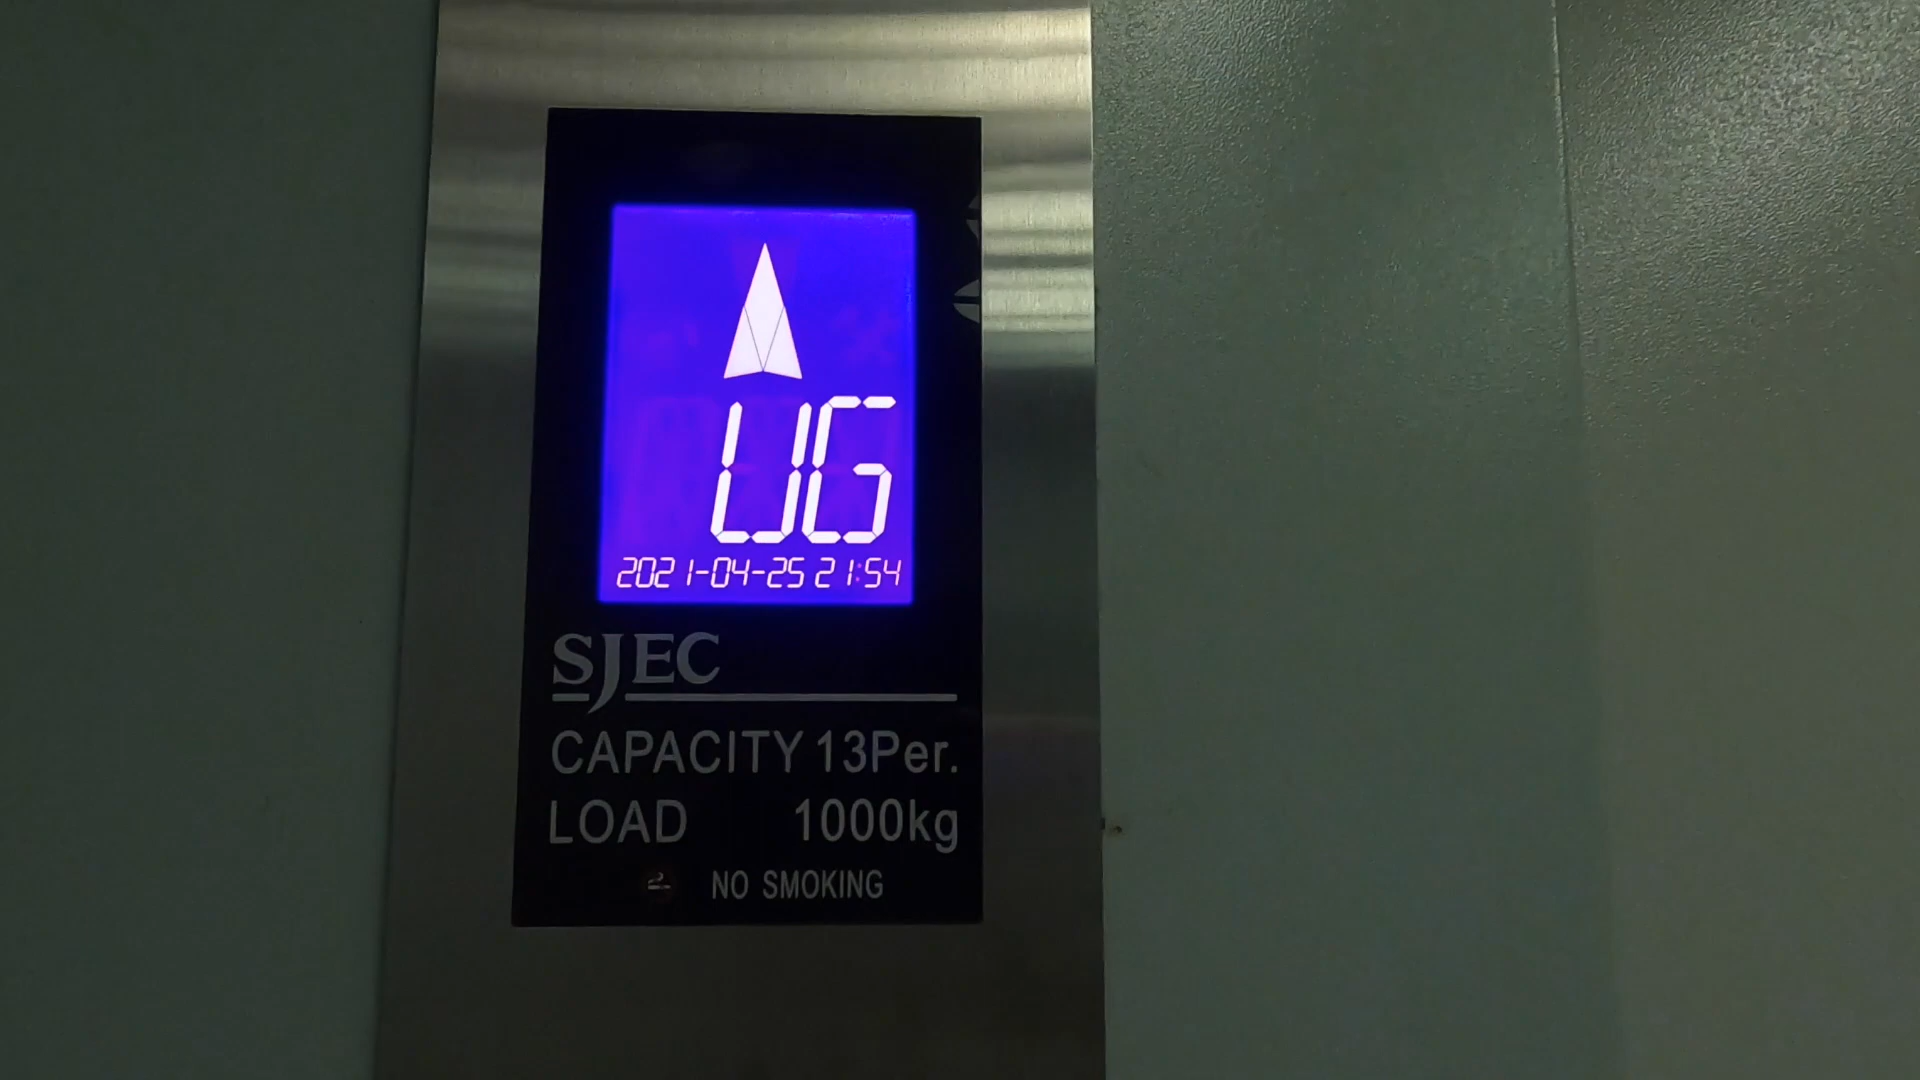 UG
2021-04-25 21:54
SJEC
CAPACITY 13Per.
LOAD 1000kg
NO SMOKING